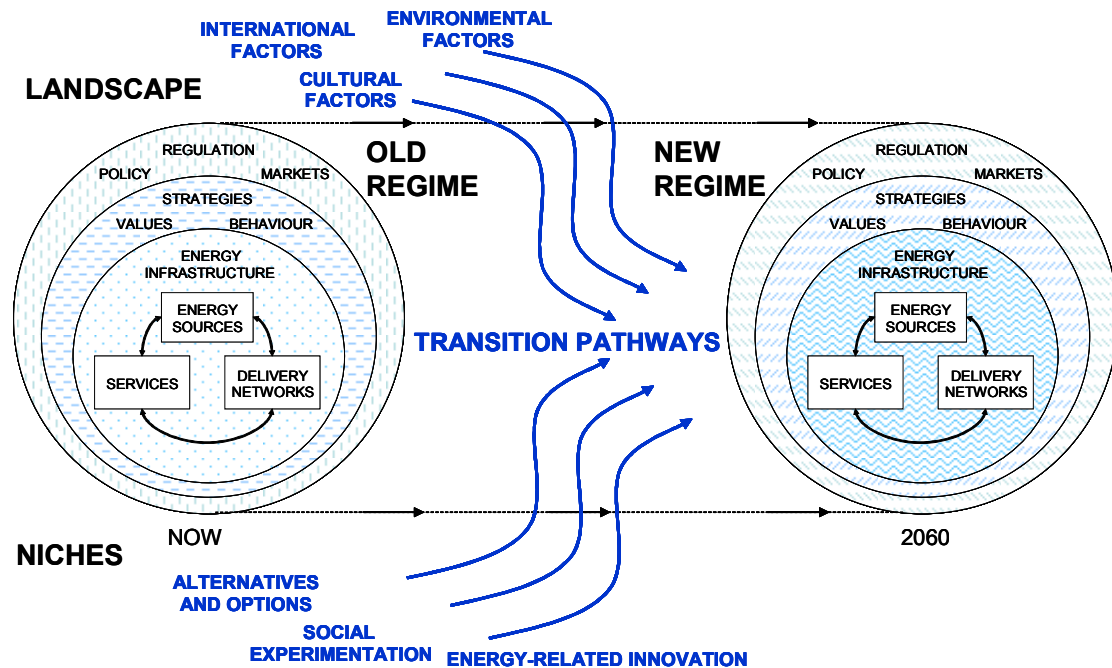 INTERNATIONAL
FACTORS
ENVIRONMENTAL
FACTORS
CULTURAL
FACTORS
LANDSCAPE
OLD
REGIME
NEW
REGIME
REGULATION
POLICY
MARKETS
STRATEGIES
VALUES
BEHAVIOUR
ENERGY
INFRASTRUCTURE
ENERGY
SOURCES
SERVICES
DELIVERY
NETWORKS
TRANSITION PATHWAYS
REGULATION
POLICY
MARKETS
STRATEGIES
VALUES
BEHAVIOUR
ENERGY
INFRASTRUCTURE
ENERGY
SOURCES
SERVICES
DELIVERY
NETWORKS
NOW
2060
NICHES
ALTERNATIVES
AND OPTIONS
SOCIAL
EXPERIMENTATION
ENERGY-RELATED INNOVATION